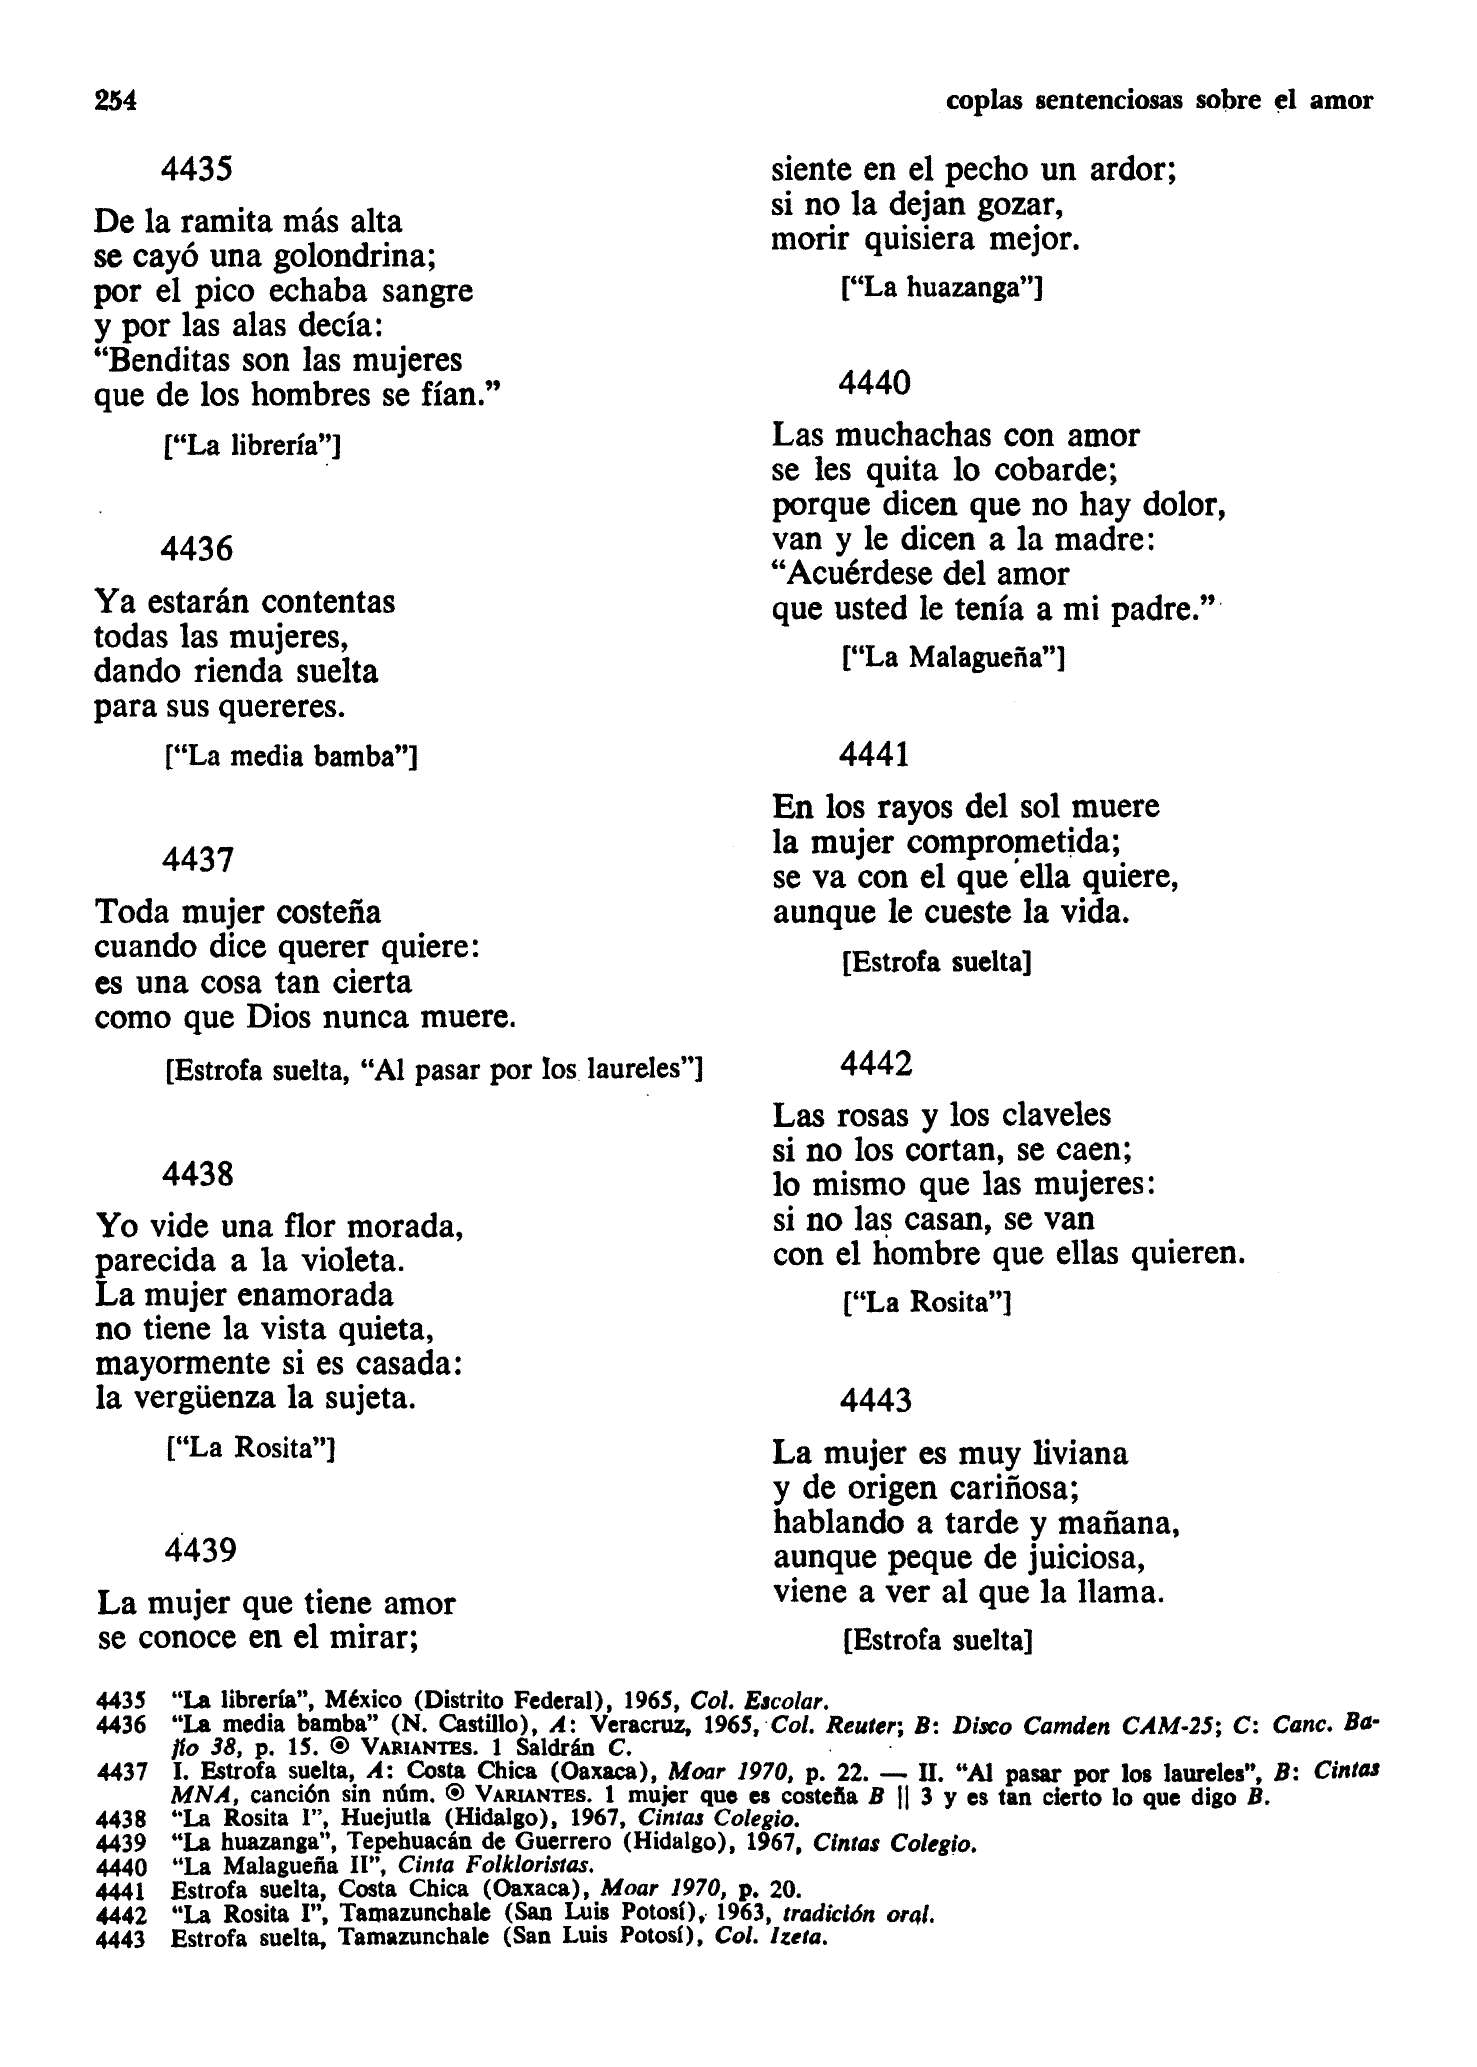 254
coplas sentenciosas sobre el amor
4435
De la ramita más alta
se cayó una golondrina;
por el pico echaba sangre
y por las alas decía:
“Benditas son las mujeres
que de los hombres se fían.”
[“La librería”]
4436
Ya estarán contentas
todas las mujeres,
dando rienda suelta
para sus quereres.
[“La media bamba”]
4437
Toda mujer costeña
cuando dice querer quiere:
es una cosa tan cierta
como que Dios nunca muere.
[Estrofa suelta, “Al pasar por los laureles”]
4438
Yo vide una flor morada,
parecida a la violeta.
La mujer enamorada
no tiene la vista quieta,
mayormente si es casada:
la vergüenza la sujeta.
[“La Rosita”]
4439
La mujer que tiene amor
se conoce en el mirar;
siente en el pecho un ardor;
si no la dejan gozar,
morir quisiera mejor.
[“La huazanga”]
4440
Las muchachas con amor
se les quita lo cobarde;
porque dicen que no hay dolor,
van y le dicen a la madre:
“Acuérdese del amor
que usted le tenía a mi padre.”
[“La Malagueña”]
4441
En los rayos del sol muere
la mujer comprometida;
se va con el que ella quiere,
aunque le cueste la vida.
[Estrofa suelta]
4442
Las rosas y los claveles
si no los cortan, se caen;
lo mismo que las mujeres:
si no las casan, se van
con el hombre que ellas quieren.
[“La Rosita”]
4443
La mujer es muy liviana
y de origen cariñosa;
hablando a tarde y mañana,
aunque peque de juiciosa,
viene a ver al que la llama.
[Estrofa suelta]
4435 “La librería”, México (Distrito Federal), 1965, Col. Escolar.
4436 “La media bamba” (N. Castillo), A: Veracruz, 1965, Col. Reuter; B: Disco Camden CAM-25; C: Canc. Ba-
jío 38, p. 15. ⊙ VARIANTES. 1 Saldrán C.
4437 I. Estrofa suelta, A: Costa Chica (Oaxaca), Moar 1970, p. 22. — II. “Al pasar por los laureles”, B: Cintas
MNA, canción sin núm. ⊙ VARIANTES. 1 mujer que es costeña B || 3 y es tan cierto lo que digo B.
4438 “La Rosita I”, Huejutla (Hidalgo), 1967, Cintas Colegio.
4439 “La huazanga”, Tepehuacán de Guerrero (Hidalgo), 1967, Cintas Colegio.
4440 “La Malagueña II”, Cinta Folkloristas.
4441 Estrofa suelta, Costa Chica (Oaxaca), Moar 1970, p. 20.
4442 “La Rosita I”, Tamazunchale (San Luis Potosí), 1963, tradición oral.
4443 Estrofa suelta, Tamazunchale (San Luis Potosí), Col. Izeta.